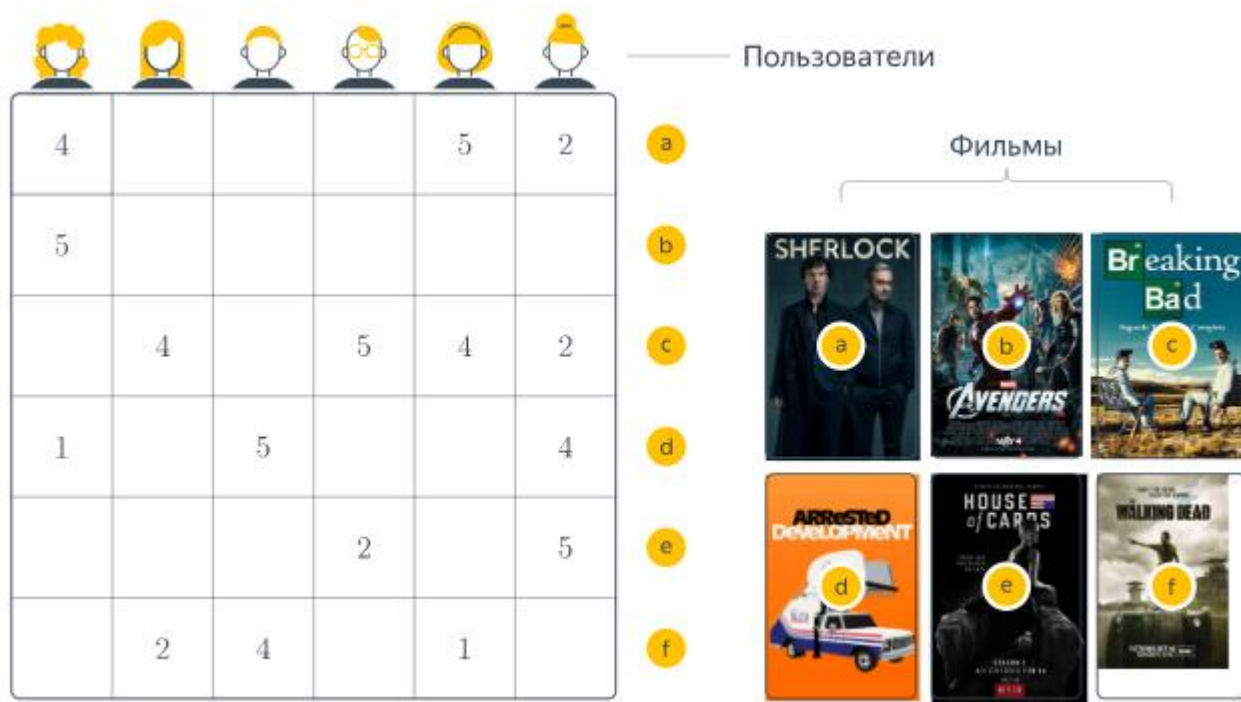 Пользователи
4 5 2 a
Фильмы
5 b
4 5 4 2 c
1 5 4 d
2 5 e
2 4 1 f
SHERLOCK
a
b
MARVEL
AVENGERS
Breaking
Bad
c
ARRESTED
DEVELOPMENT
d
HOUSE
of CARDS
e
THE
WALKING DEAD
f